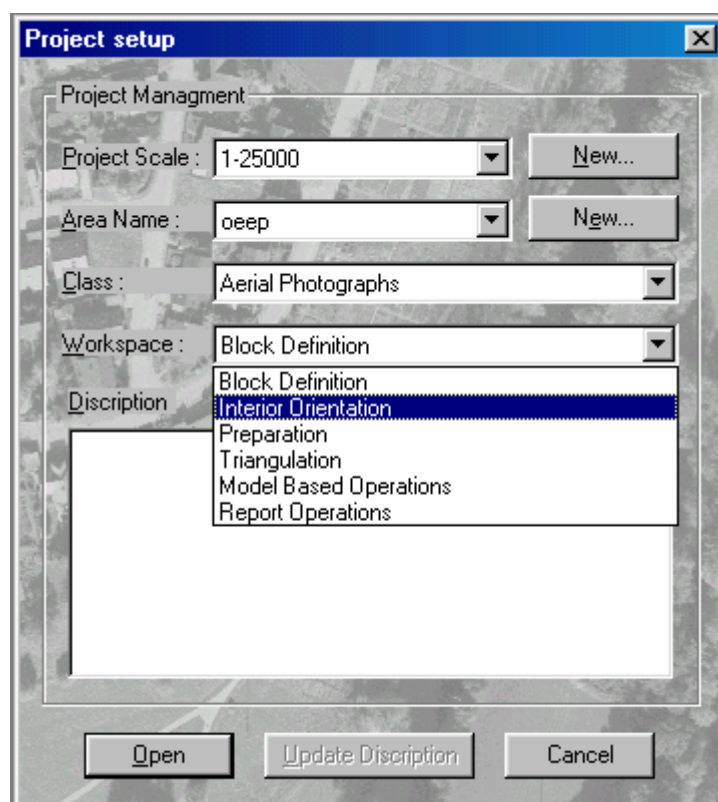 Project setup
Project Managment
Project Scale : 1-25000 New...
Area Name : oeep New...
Class : Aerial Photographs
Workspace : Block Definition
Block Definition
Discription
Interior Orientation
Preparation
Triangulation
Model Based Operations
Report Operations
Open Update Discription Cancel